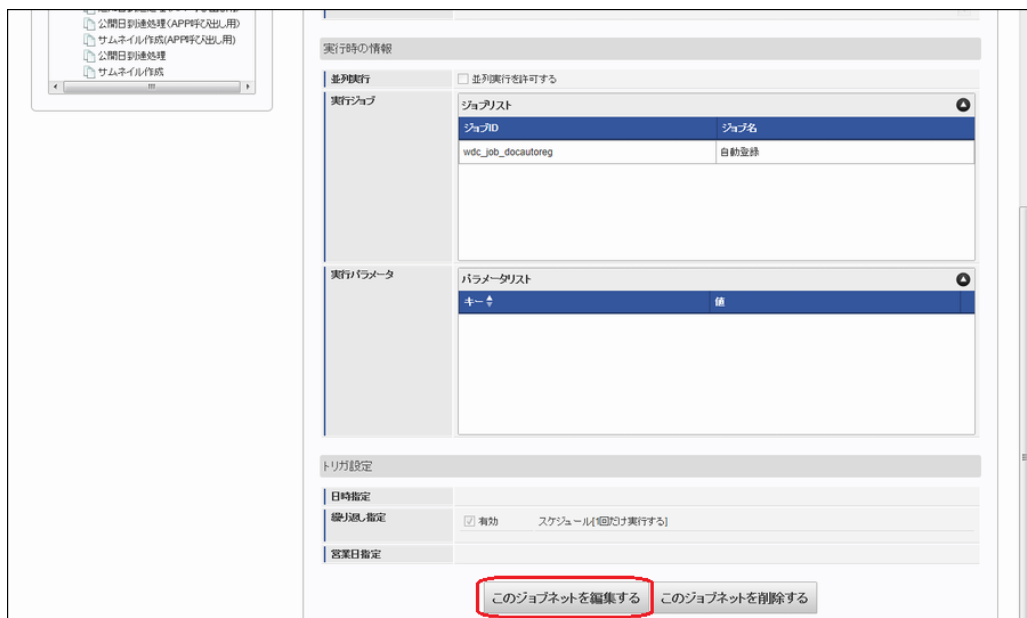 公開日到達処理(APP呼び出し用)
サムネイル作成(APP呼び出し用)
公開日到達処理
サムネイル作成
実行時の情報
並列実行
並列実行を許可する
実行ジョブ
ジョブリスト
ジョブID ジョブ名
wdc_job_docautoreg 自動登録
実行パラメータ
パラメータリスト
キー 値
トリガ設定
日時指定
繰り返し指定
有効 スケジュール[1回だけ実行する]
営業日指定
このジョブネットを編集する このジョブネットを削除する